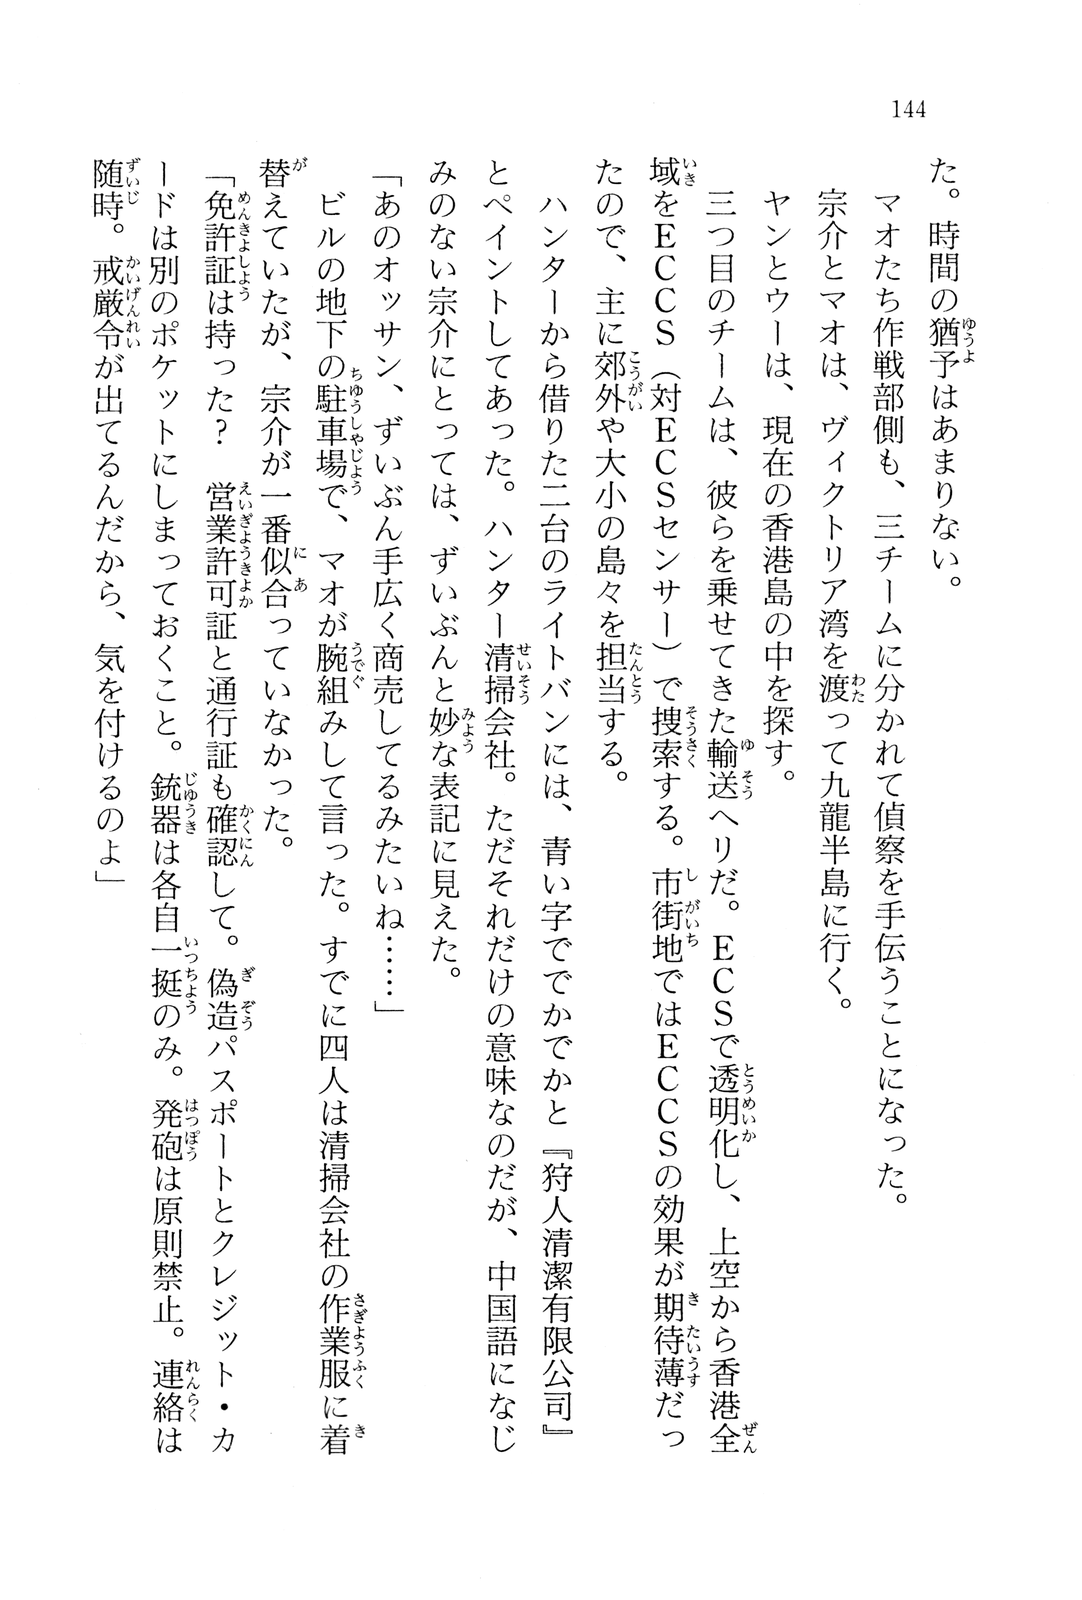 144
た。時間の猶予はあまりない。
　マオたち作戦部側も、三チームに分かれて偵察を手伝うことになった。
　宗介とマオは、ヴィクトリア湾を渡って九龍半島に行く。
　ヤンとウーは、現在の香港島の中を探す。
　三つ目のチームは、彼らを乗せてきた輸送ヘリだ。ＥＣＳで透明化し、上空から香港全
域をＥＣＣＳ（対ＥＣＳセンサー）で捜索する。市街地ではＥＣＣＳの効果が期待薄だっ
たので、主に郊外や大小の島々を担当する。
　ハンターから借りた二台のライトバンには、青い字ででかでかと『狩人清潔有限公司』
とペイントしてあった。ハンター清掃会社。ただそれだけの意味なのだが、中国語になじ
みのない宗介にとっては、ずいぶんと妙な表記に見えた。
「あのオッサン、ずいぶん手広く商売してるみたいね……」
　ビルの地下の駐車場で、マオが腕組みして言った。すでに四人は清掃会社の作業服に着
替えていたが、宗介が一番似合っていなかった。
「免許証は持った？　営業許可証と通行証も確認して。偽造パスポートとクレジット・カ
ードは別のポケットにしまっておくこと。銃器は各自一挺のみ。発砲は原則禁止。連絡は
随時。戒厳令が出てるんだから、気を付けるのよ」